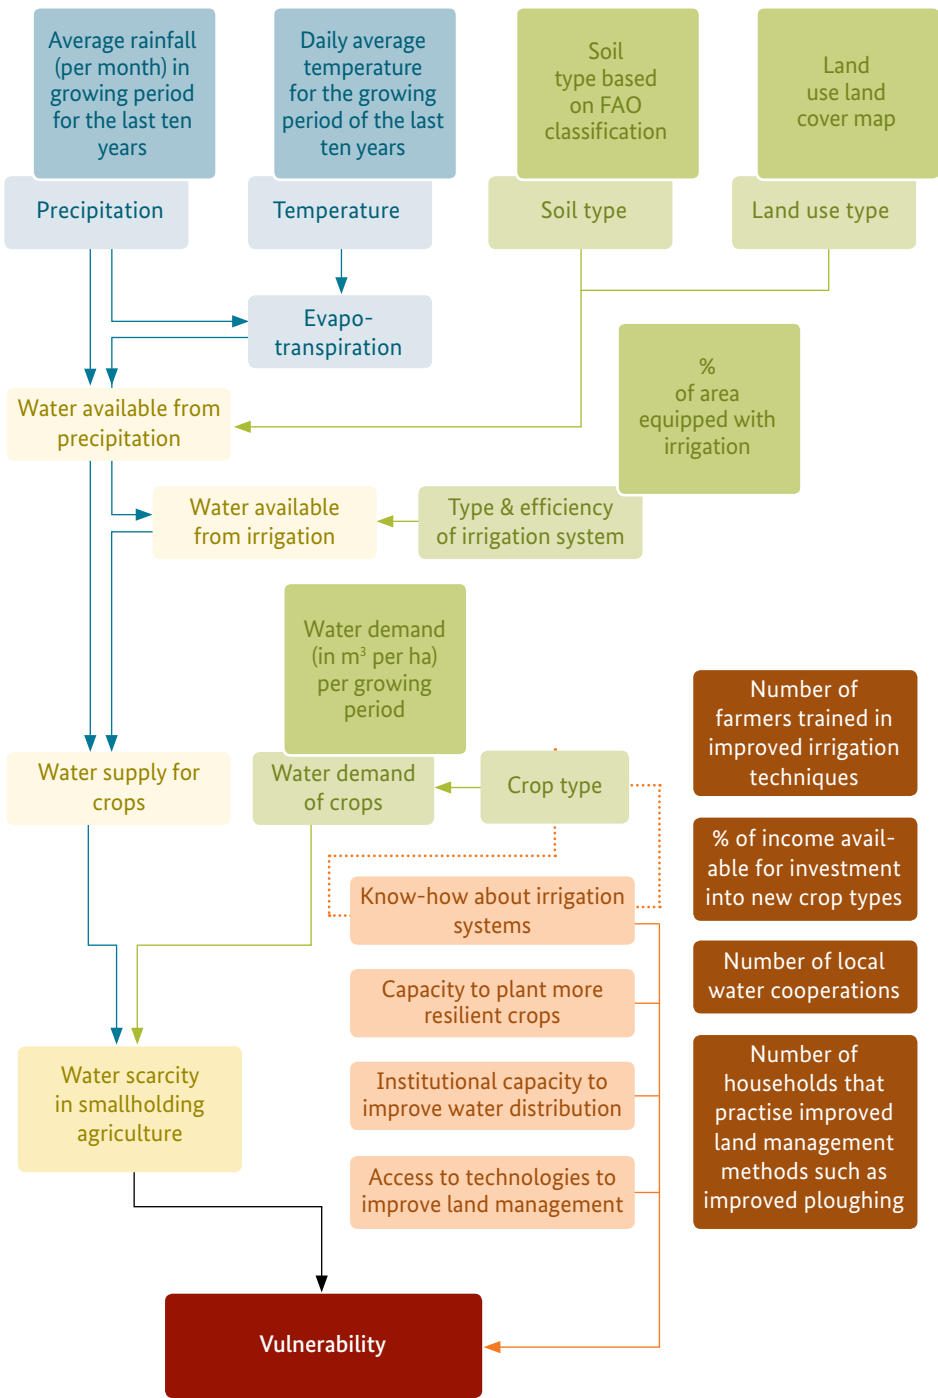 Average rainfall
(per month) in
growing period
for the last ten
years
Daily average
temperature
for the growing
period of the last
ten years
Soil
type based
on FAO
classification
Land
use land
cover map
Precipitation
Temperature
Soil type
Land use type
Evapo-
transpiration
%
of area
equipped with
irrigation
Water available from
precipitation
Water available
from irrigation
Type & efficiency
of irrigation system
Water demand
(in m³ per ha)
per growing
period
Number of
farmers trained in
improved irrigation
techniques
Water supply for
crops
Water demand
of crops
Crop type
% of income avail-
able for investment
into new crop types
Know-how about irrigation
systems
Number of local
water cooperations
Capacity to plant more
resilient crops
Water scarcity
in smallholding
agriculture
Institutional capacity to
improve water distribution
Number of
households that
practise improved
land management
methods such as
improved ploughing
Access to technologies to
improve land management
Vulnerability